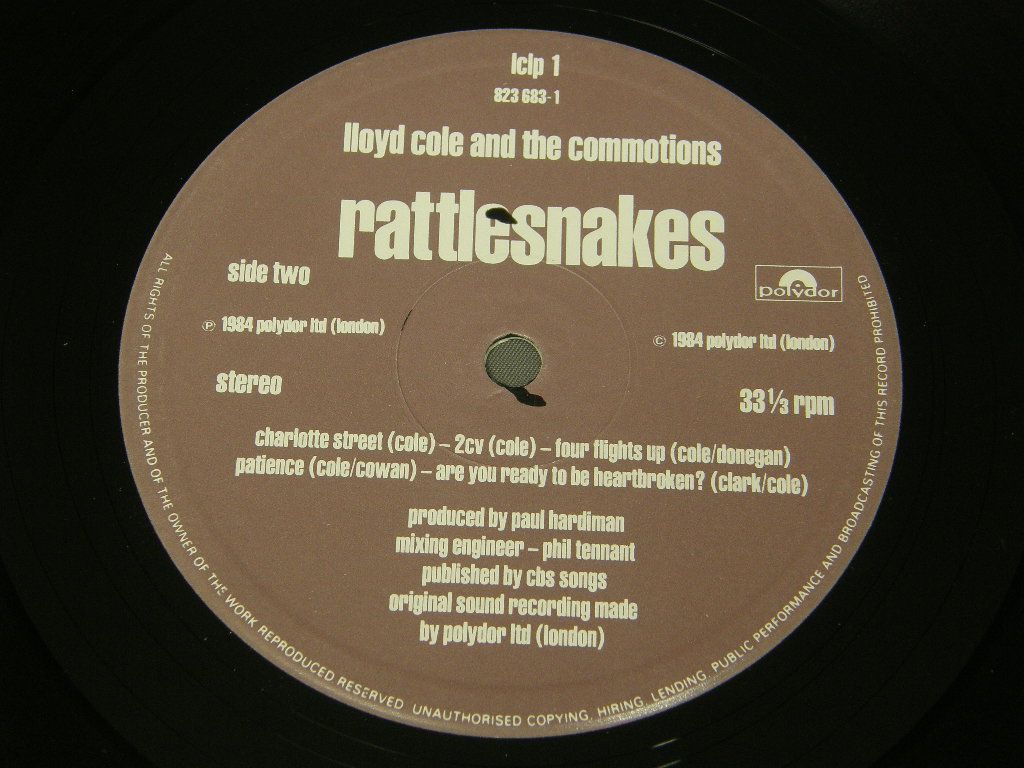 lclp 1
823 683-1
lloyd cole and the commotions
rattlesnakes
side two
polydor
℗ 1984 polydor ltd (london)
© 1984 polydor ltd (london)
stereo
33⅓ rpm
charlotte street (cole) – 2cv (cole) – four flights up (cole/donegan)
patience (cole/cowan) – are you ready to be heartbroken? (clark/cole)
produced by paul hardiman
mixing engineer – phil tennant
published by cbs songs
original sound recording made
by polydor ltd (london)
ALL RIGHTS OF THE PRODUCER AND OF THE OWNER OF THE WORK REPRODUCED RESERVED. UNAUTHORISED COPYING, HIRING, LENDING, PUBLIC PERFORMANCE AND BROADCASTING OF THIS RECORD PROHIBITED